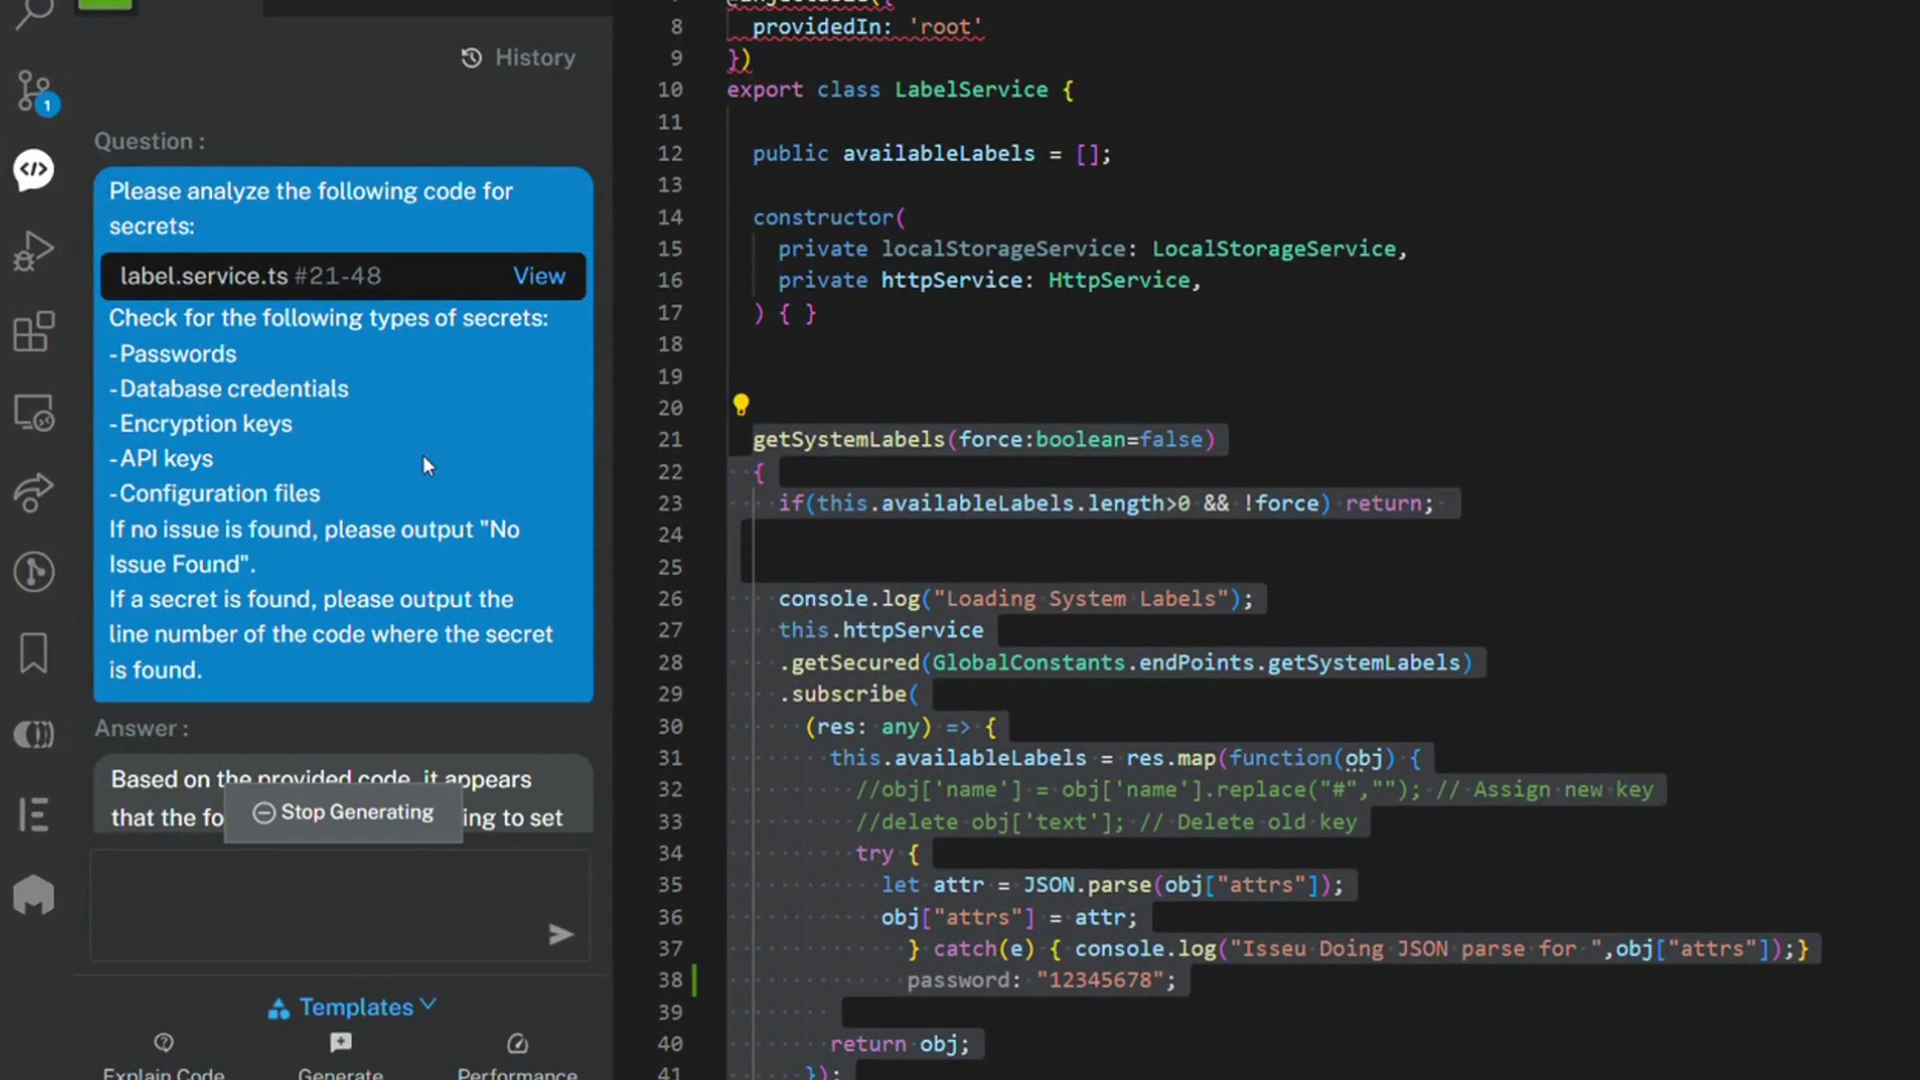 History
1
Question :
Please analyze the following code for
secrets:
label.service.ts #21-48
View
Check for the following types of secrets:
-Passwords
-Database credentials
-Encryption keys
-API keys
-Configuration files
If no issue is found, please output "No
Issue Found".
If a secret is found, please output the
line number of the code where the secret
is found.
Answer :
Based on the provided code, it appears
that the fo
ing to set
Stop Generating
Templates
Explain Code
Generate
Performance
8 providedIn: 'root'
9 })
10 export class LabelService {
11
12 public availableLabels = [];
13
14 constructor(
15 private localStorageService: LocalStorageService,
16 private httpService: HttpService,
17 ) { }
18
19
20
21 getSystemLabels(force:boolean=false)
22 {
23 if(this.availableLabels.length>0 && !force) return;
24
25
26 console.log("Loading System Labels");
27 this.httpService
28 .getSecured(GlobalConstants.endPoints.getSystemLabels)
29 .subscribe(
30 (res: any) => {
31 this.availableLabels = res.map(function(obj) {
32 //obj['name'] = obj['name'].replace("#",""); // Assign new key
33 //delete obj['text']; // Delete old key
34 try {
35 let attr = JSON.parse(obj["attrs"]);
36 obj["attrs"] = attr;
37 } catch(e) { console.log("Isseu Doing JSON parse for ",obj["attrs"]);}
38 password: "12345678";
39
40 return obj;
41 });